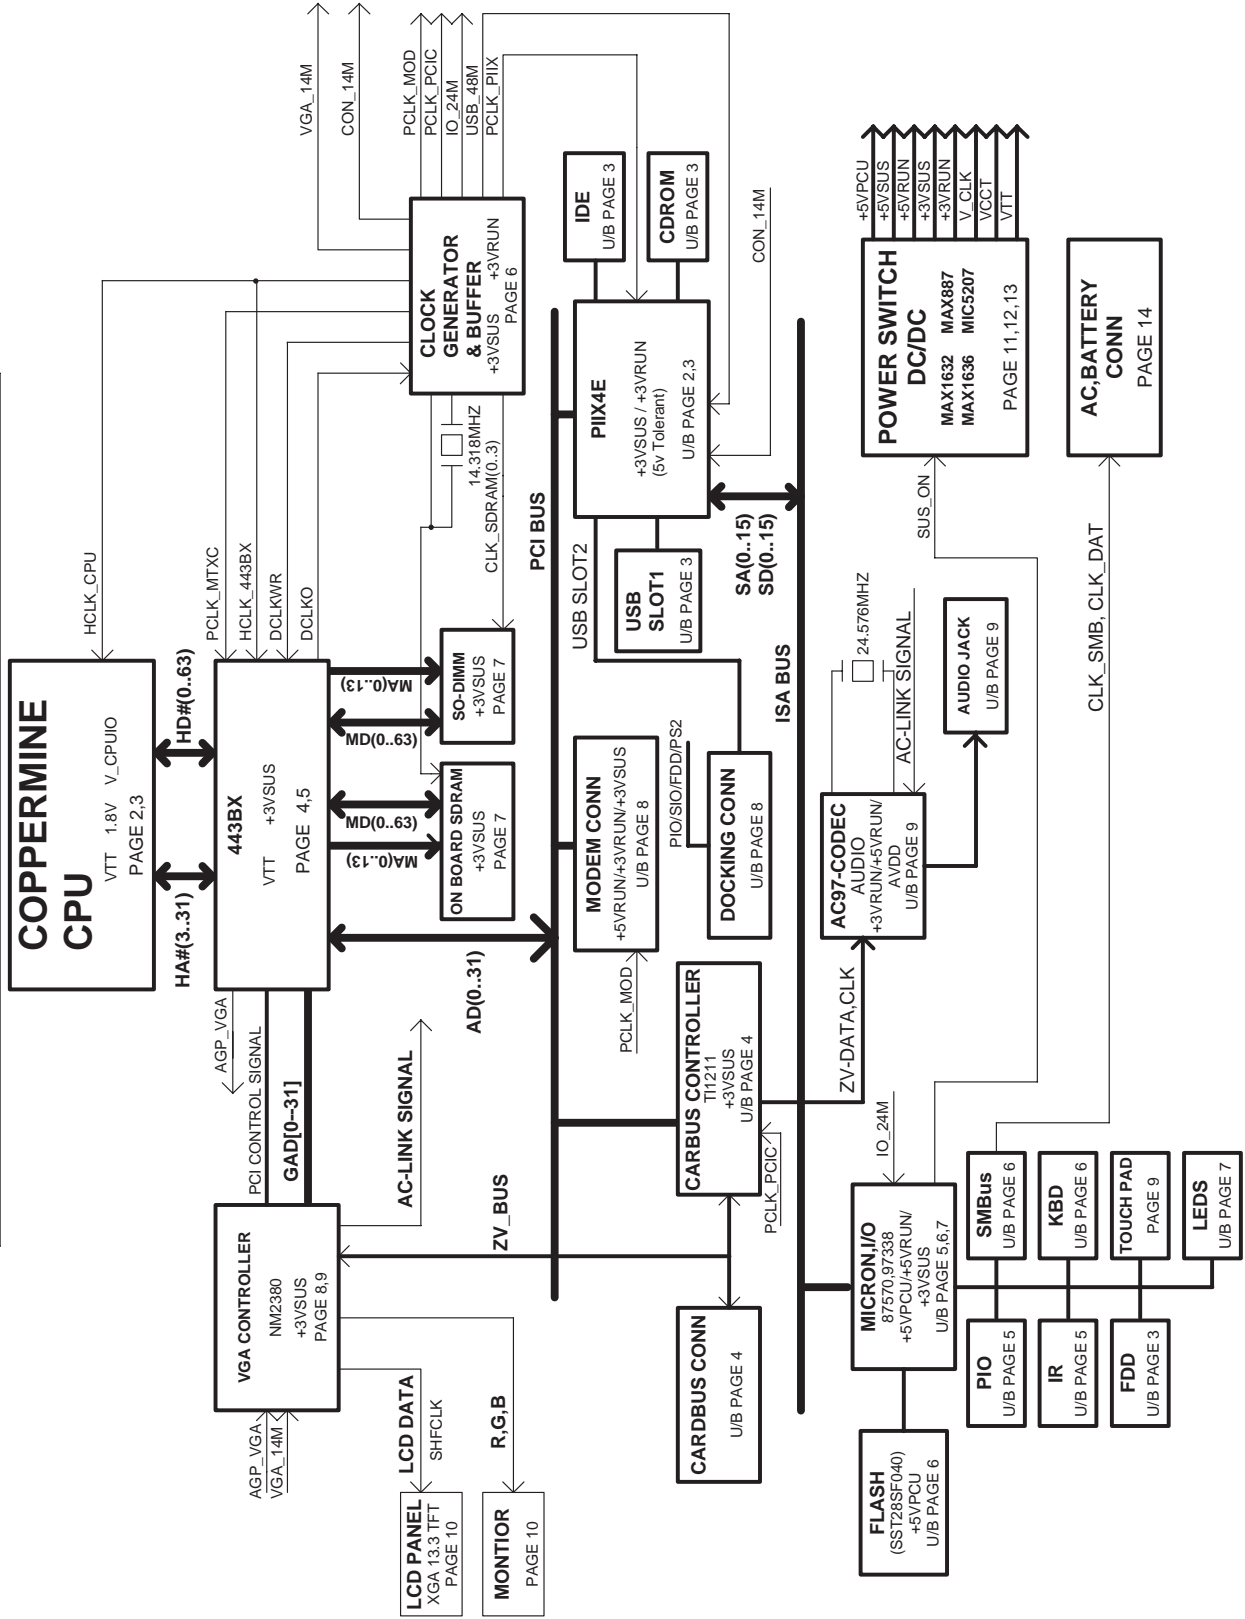 COPPERMINE
CPU
VTT 1.8V V_CPUIO
PAGE 2,3
HCLK_CPU
HA#(3..31)
HD#(0..63)
443BX
VTT +3VSUS
PAGE 4,5
PCLK_MTXC
HCLK_443BX
DCLKWR
DCLKO
VGA_14M
CON_14M
PCLK_MOD
PCLK_PCIC
IO_24M
USB_48M
PCLK_PIIX
CLOCK
GENERATOR
& BUFFER
+3VSUS +3VRUN
PAGE 6
14.318MHZ
CLK_SDRAM(0..3)
AGP_VGA
PCI CONTROL SIGNAL
GAD[0--31]
VGA CONTROLLER
NM2380
+3VSUS
PAGE 8,9
AGP_VGA
VGA_14M
MA(0..13)
MD(0..63)
MD(0..63)
MA(0..13)
ON BOARD SDRAM
+3VSUS
PAGE 7
SO-DIMM
+3VSUS
PAGE 7
LCD DATA
SHFCLK
LCD PANEL
XGA 13.3 TFT
PAGE 10
R,G,B
MONTIOR
PAGE 10
AC-LINK SIGNAL
AD(0..31)
ZV_BUS
PCI BUS
IDE
U/B PAGE 3
CDROM
U/B PAGE 3
PIIX4E
+3VSUS / +3VRUN
(5v Tolerant)
U/B PAGE 2,3
CON_14M
USB SLOT2
USB
SLOT1
U/B PAGE 3
SA(0..15)
SD(0..15)
MODEM CONN
+5VRUN/+3VRUN/+3VSUS
U/B PAGE 8
PCLK_MOD
PIO/SIO/FDD/PS2
DOCKING CONN
U/B PAGE 8
CARBUS CONTROLLER
TI1211
+3VSUS
U/B PAGE 4
PCLK_PCIC
CARDBUS CONN
U/B PAGE 4
ISA BUS
ZV-DATA,CLK
AC97-CODEC
AUDIO
+3VRUN/+5VRUN/
AVDD
U/B PAGE 9
24.576MHZ
AC-LINK SIGNAL
AUDIO JACK
U/B PAGE 9
IO_24M
MICRON,I/O
87570,97338
+5VPCU/+5VRUN/
+3VSUS
U/B PAGE 5,6,7
FLASH
(SST28SF040)
+5VPCU
U/B PAGE 6
PIO
U/B PAGE 5
SMBus
U/B PAGE 6
IR
U/B PAGE 5
KBD
U/B PAGE 6
FDD
U/B PAGE 3
TOUCH PAD
PAGE 9
LEDS
U/B PAGE 7
SUS_ON
POWER SWITCH
DC/DC
MAX1632 MAX887
MAX1636 MIC5207
PAGE 11,12,13
+5VPCU
+5VSUS
+5VRUN
+3VSUS
+3VRUN
V_CLK
VCCT
VTT
CLK_SMB, CLK_DAT
AC,BATTERY
CONN
PAGE 14